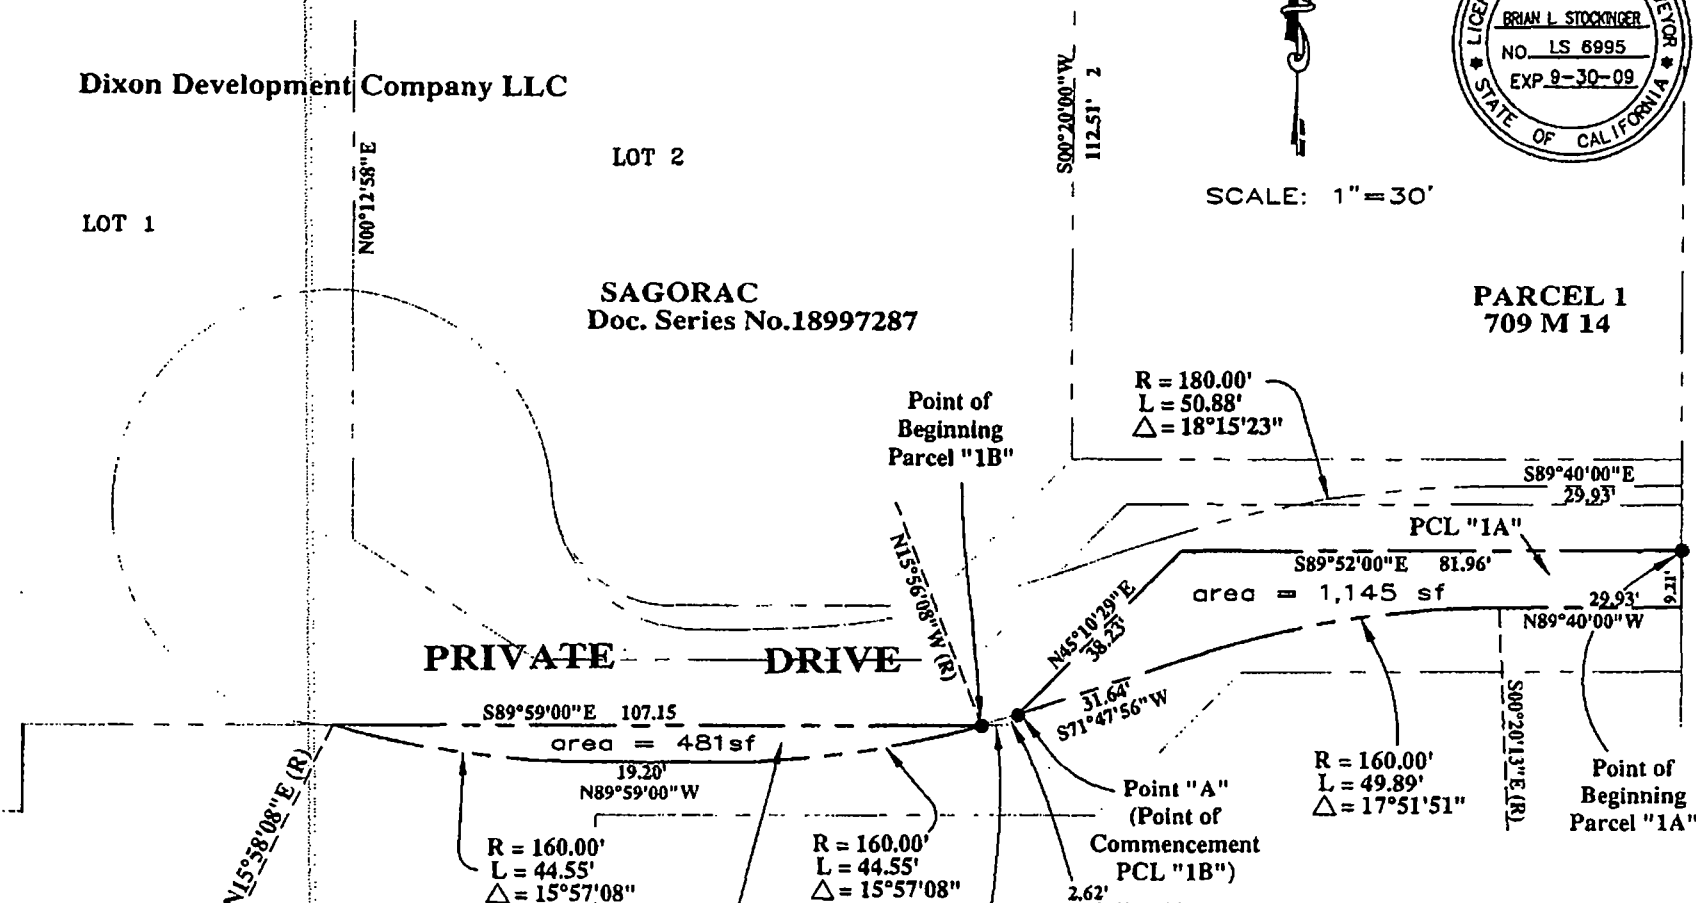 BRIAN L STOCKINGER
NO. LS 6995
EXP 9-30-09
STATE OF CALIFORNIA
Dixon Development Company LLC
S00°20'00"W
112.51' 2
N00°12'58"E
LOT 2
LOT 1
SCALE: 1"=30'
SAGORAC
Doc. Series No.18997287
PARCEL 1
709 M 14
R = 180.00'
L = 50.88'
△ = 18°15'23"
Point of
Beginning
Parcel "1B"
S89°40'00"E
29.93'
PCL "1A"
S89°52'00"E 81.96'
area = 1,145 sf
29.93'
N89°40'00"W
9.21'
N15°56'08"W (R)
N45°10'29"E
38.23'
31.64'
S71°47'56"W
PRIVATE DRIVE
S89°59'00"E 107.15
area = 481sf
19.20'
N89°59'00"W
N15°58'08"E (R)
S00°20'13"E (R)
R = 160.00'
L = 44.55'
△ = 15°57'08"
R = 160.00'
L = 44.55'
△ = 15°57'08"
Point "A"
(Point of
Commencement
PCL "1B")
2.62'
R = 160.00'
L = 49.89'
△ = 17°51'51"
Point of
Beginning
Parcel "1A"